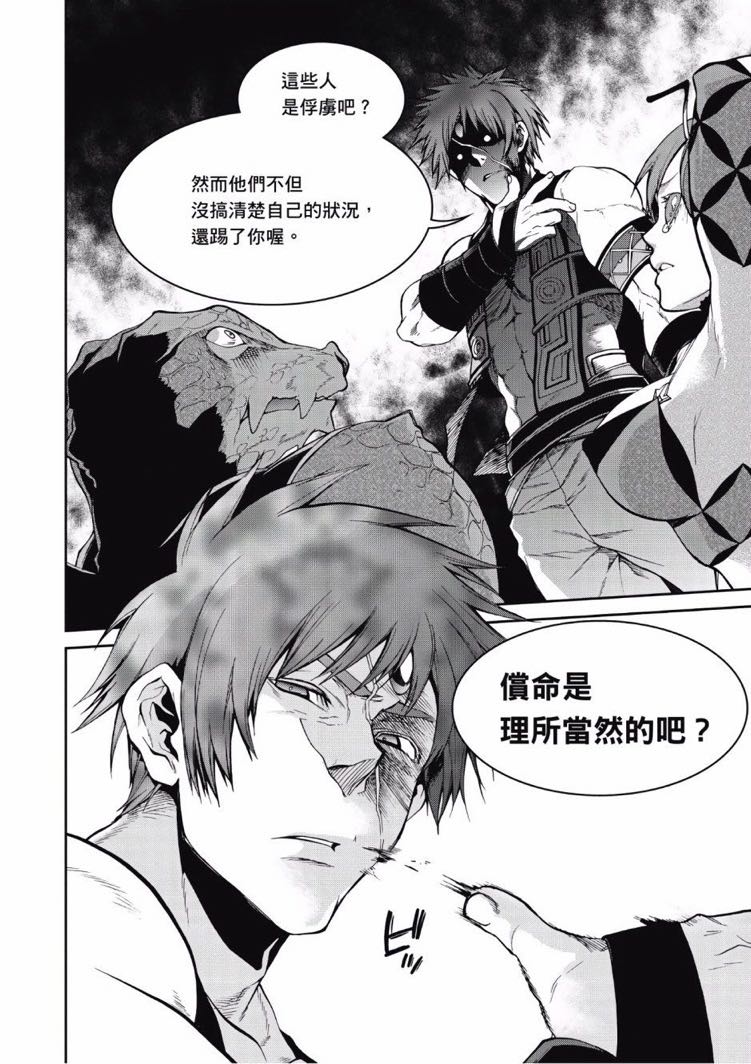 這些人
是俘虜吧？
然而他們不但
沒搞清楚自己的狀況，
還踢了你喔。
償命是
理所當然的吧？
ビッ